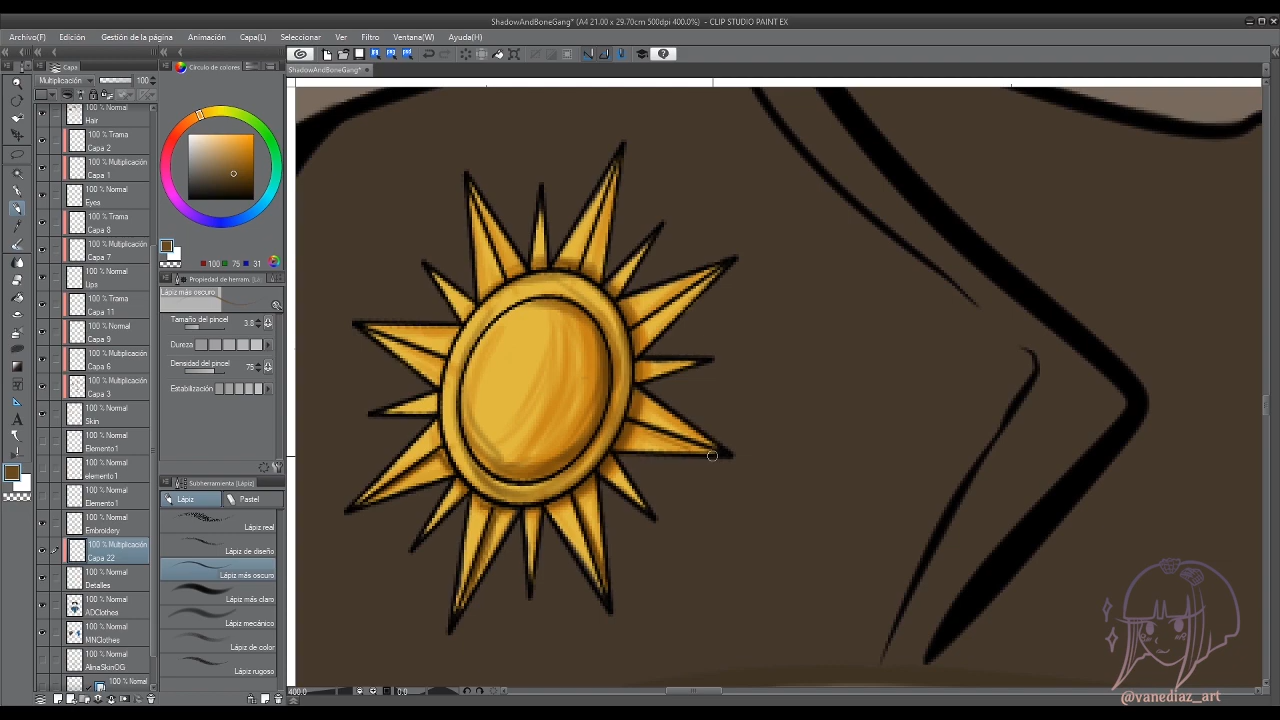 ShadowAndBoneGang* (A4 21.00 x 29.70cm 500dpi 400.0%) - CLIP STUDIO PAINT EX
Archivo(F) Edición Gestión de la página Animación Capa(L) Seleccionar Ver Filtro Ventana(W) Ayuda(H)
Capa
Círculo de colores
ShadowAndBoneGang*
Multiplicación 100
Hair
100 % Trama
Capa 2
100 % Multiplicación
Capa 1
100 % Normal
Eyes
100 % Trama
Capa 8
100 % Multiplicación
Capa 7
100 % Normal
Lips
100 % Trama
Capa 11
100 % Normal
Capa 9
100 % Multiplicación
Capa 6
100 % Multiplicación
Capa 3
100 % Normal
Skin
100 % Normal
Elemento1
100 % Normal
elemento1
100 % Normal
Elemento1
100 % Normal
Embroidery
100 % Multiplicación
Capa 22
100 % Normal
Detalles
100 % Normal
ADClothes
100 % Normal
MNClothes
100 % Normal
AlinaSkinOG
100 % Normal
100 75 31
Propiedad de herram.
Lápiz más oscuro
Tamaño del pincel 3.8
Dureza
Densidad del pincel 75
Estabilización
Subherramienta (Lápiz)
Lápiz Pastel
Lápiz real
Lápiz de diseño
Lápiz más oscuro
Lápiz más claro
Lápiz mecánico
Lápiz de color
Lápiz rugoso
400.0 0.0
@vanediaz_art